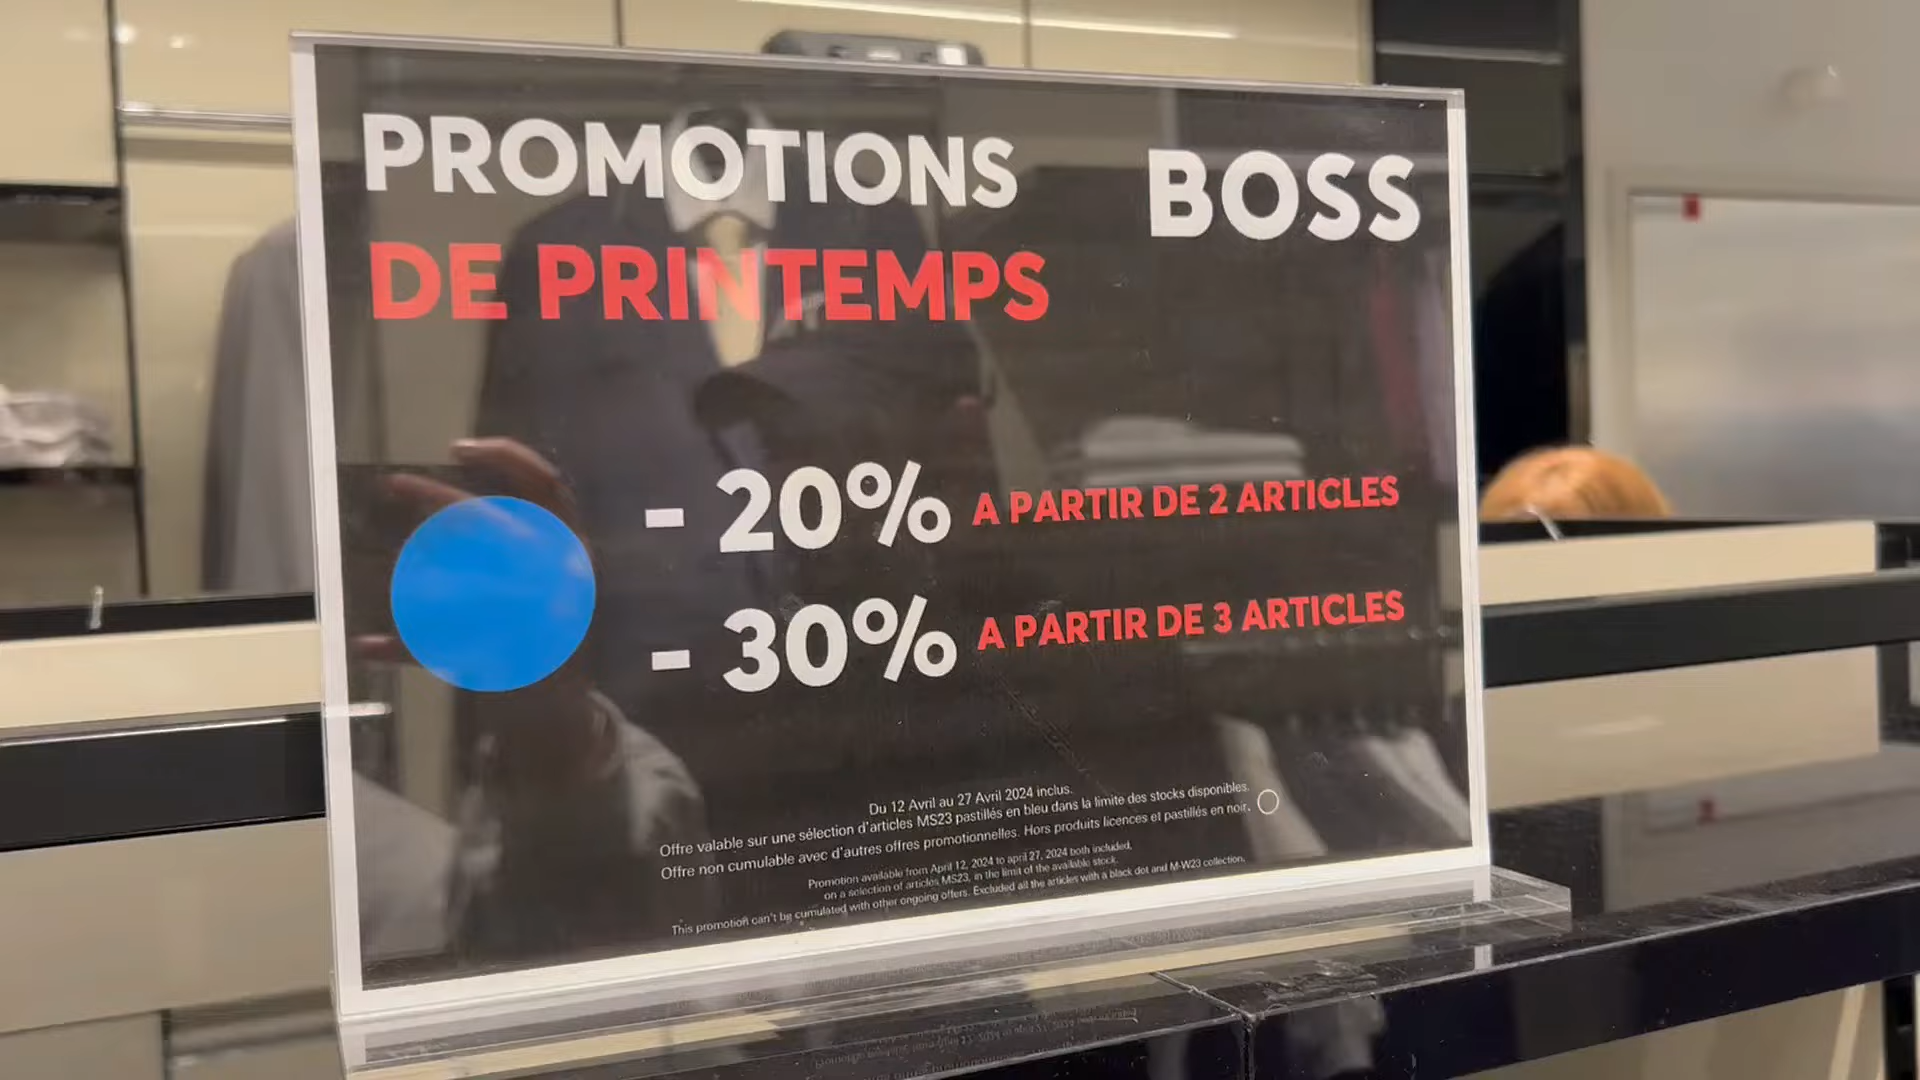 PROMOTIONS
DE PRINTEMPS
BOSS
- 20% A PARTIR DE 2 ARTICLES
- 30% A PARTIR DE 3 ARTICLES
Du 12 Avril au 27 Avril 2024 inclus.
Offre valable sur une sélection d'articles MS23 pastillés en bleu dans la limite des stocks disponibles.
Offre non cumulable avec d'autres offres promotionnelles. Hors produits licences et pastillés en noir.
Promotion available from April 12, 2024 to april 27, 2024 both included,
on a selection of articles MS23, in the limit of the available stock.
This promotion can't be cumulated with other ongoing offers. Excluded all the articles with a black dot and M-W23 collection.